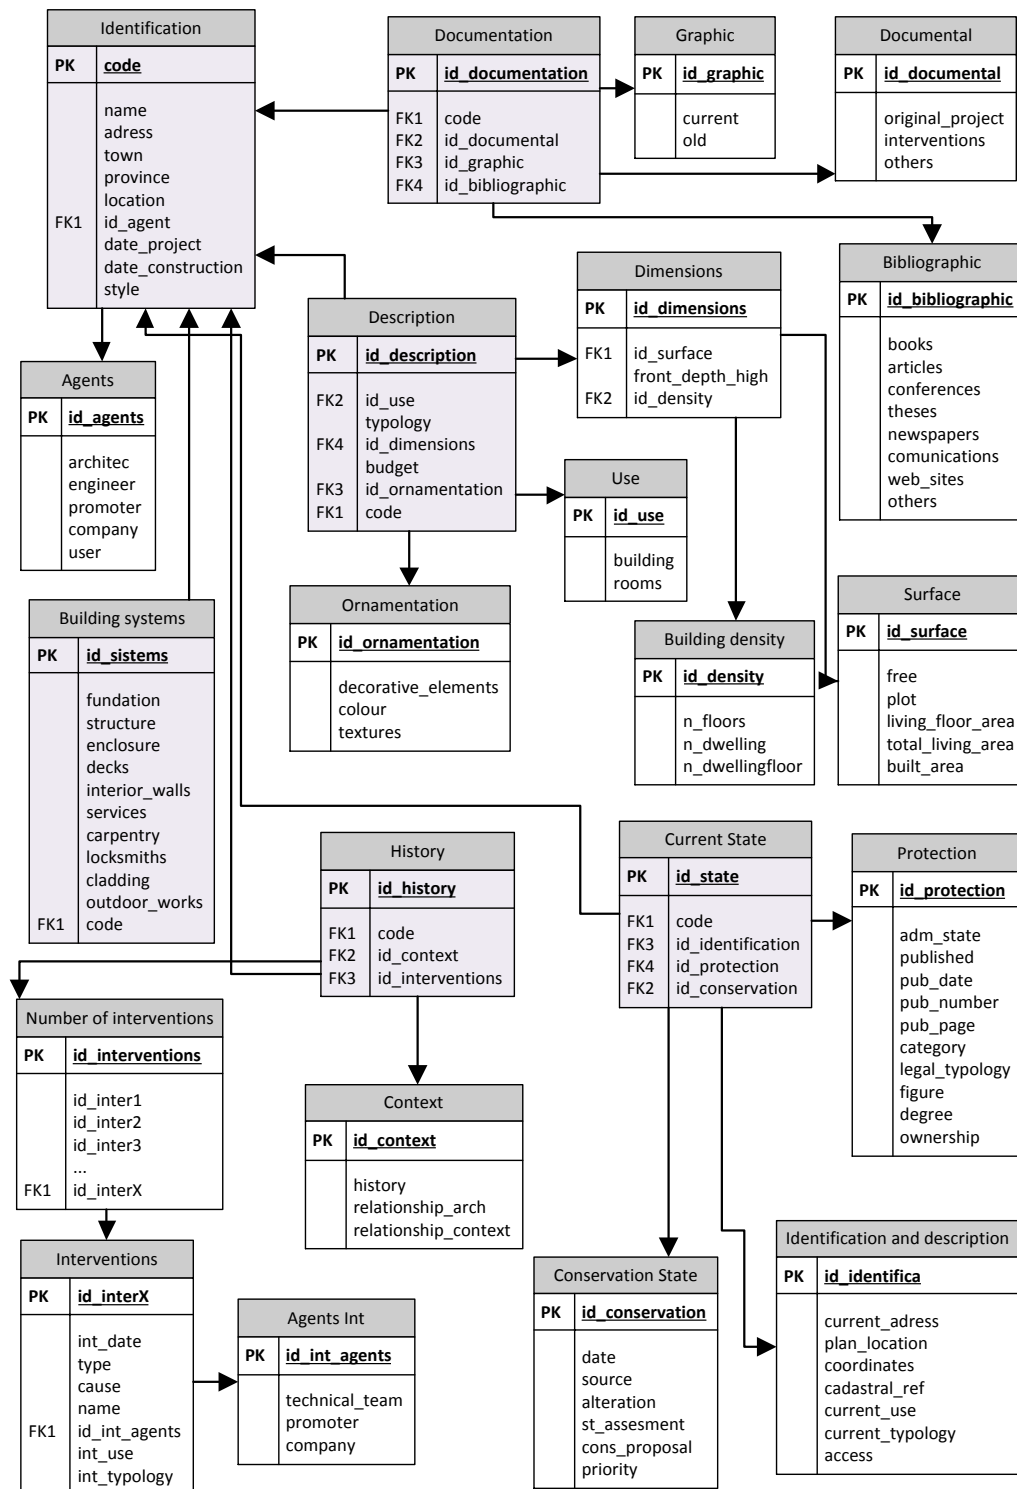 Identification
PK code
name
adress
town
province
location
FK1 id_agent
date_project
date_construction
style
Documentation
PK id_documentation
FK1 code
FK2 id_documental
FK3 id_graphic
FK4 id_bibliographic
Graphic
PK id_graphic
current
old
Documental
PK id_documental
original_project
interventions
others
Bibliographic
PK id_bibliographic
books
articles
conferences
theses
newspapers
comunications
web_sites
others
Dimensions
PK id_dimensions
FK1 id_surface
front_depth_high
FK2 id_density
Description
PK id_description
FK2 id_use
typology
FK4 id_dimensions
budget
FK3 id_ornamentation
FK1 code
Agents
PK id_agents
architec
engineer
promoter
company
user
Use
PK id_use
building
rooms
Ornamentation
PK id_ornamentation
decorative_elements
colour
textures
Building density
PK id_density
n_floors
n_dwelling
n_dwellingfloor
Surface
PK id_surface
free
plot
living_floor_area
total_living_area
built_area
Building systems
PK id_sistems
fundation
structure
enclosure
decks
interior_walls
services
carpentry
locksmiths
cladding
outdoor_works
FK1 code
History
PK id_history
FK1 code
FK2 id_context
FK3 id_interventions
Current State
PK id_state
FK1 code
FK3 id_identification
FK4 id_protection
FK2 id_conservation
Protection
PK id_protection
adm_state
published
pub_date
pub_number
pub_page
category
legal_typology
figure
degree
ownership
Number of interventions
PK id_interventions
id_inter1
id_inter2
id_inter3
...
FK1 id_interX
Context
PK id_context
history
relationship_arch
relationship_context
Interventions
PK id_interX
int_date
type
cause
name
FK1 id_int_agents
int_use
int_typology
Agents Int
PK id_int_agents
technical_team
promoter
company
Conservation State
PK id_conservation
date
source
alteration
st_assesment
cons_proposal
priority
Identification and description
PK id_identifica
current_adress
plan_location
coordinates
cadastral_ref
current_use
current_typology
access